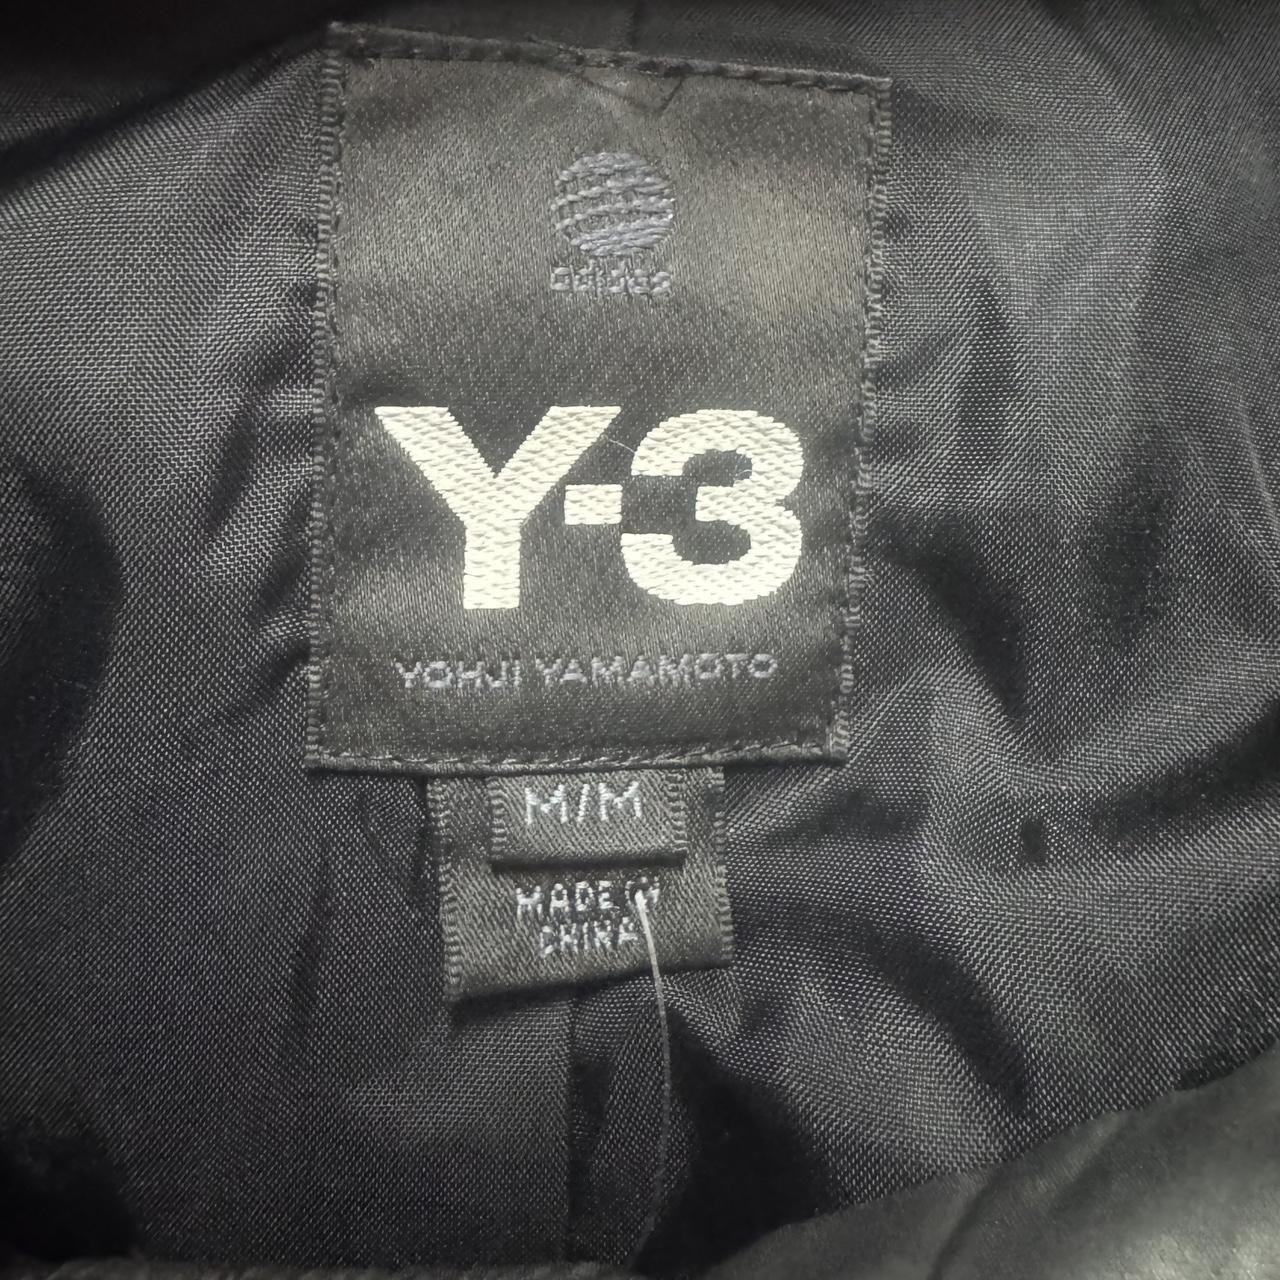 adidas
Y-3
YOHJI YAMAMOTO
M/M
MADE IN
CHINA